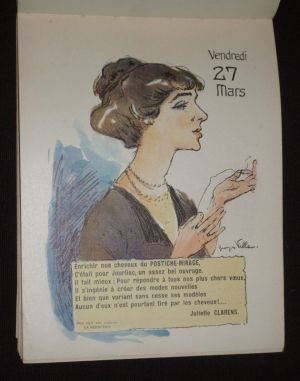 Vendredi
27
Mars
Enrichir nos cheveux du POSTICHE-MIRAGE,
C'était pour Jourliac, un assez bel ouvrage.
Il fait mieux: Pour répondre à tous nos plus chers vœux,
Il s'ingénie à créer des modes nouvelles
Et bien que variant sans cesse ses modèles
Aucun d'eux n'est pourtant tiré par les cheveux!...
Juliette CLARENS.